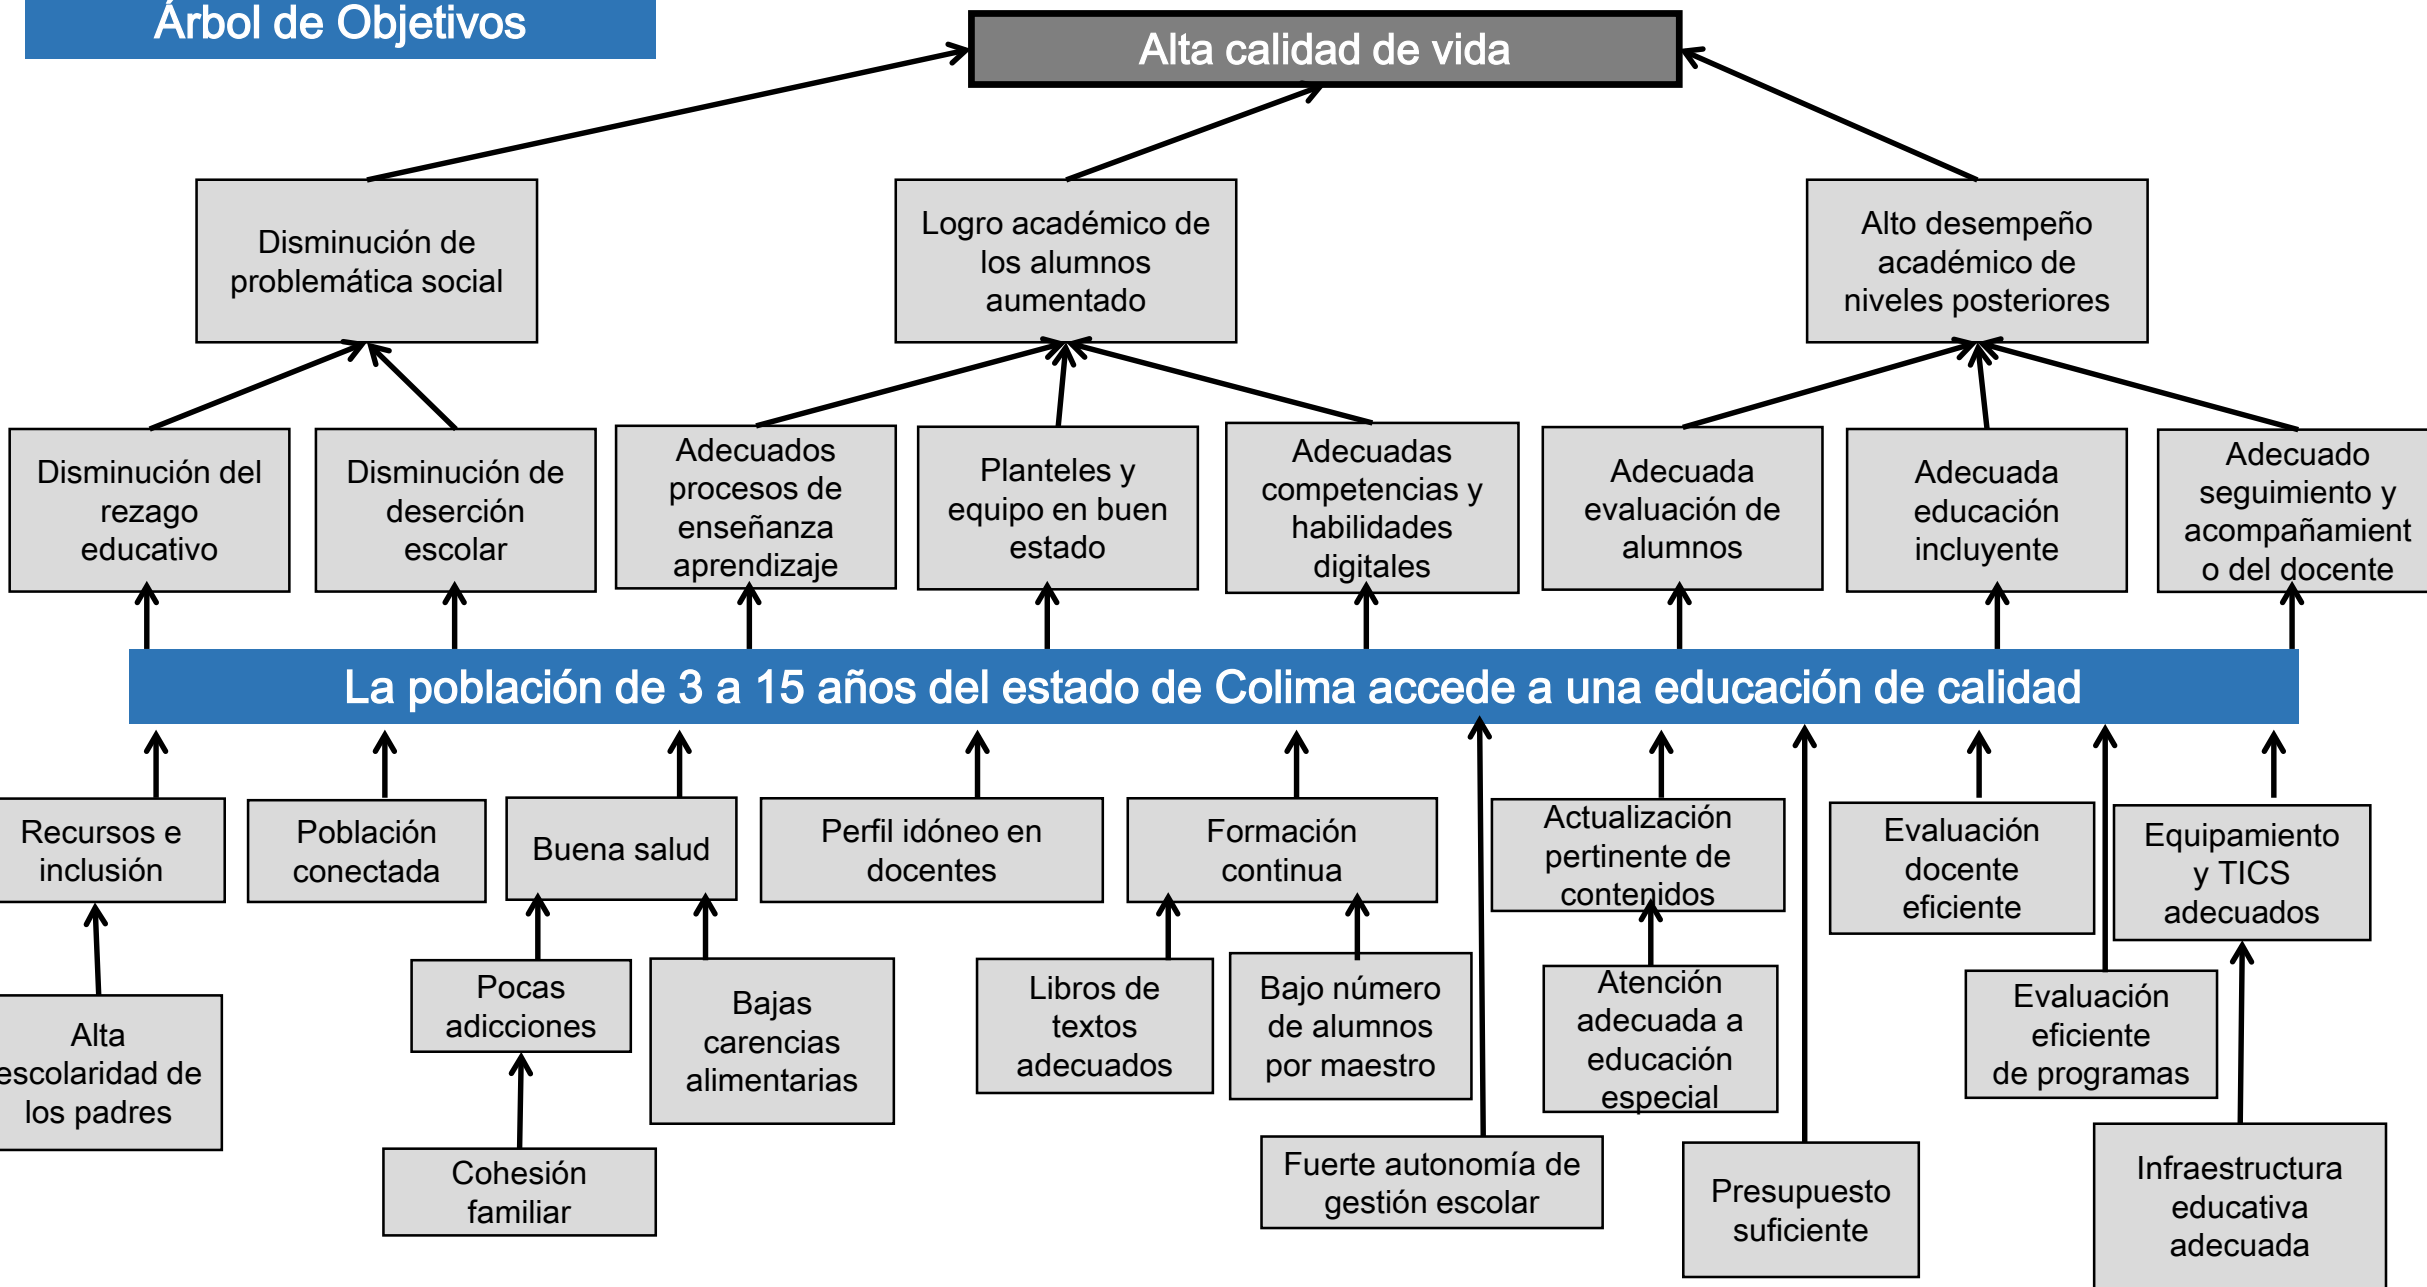 Árbol de Objetivos
Alta calidad de vida
Disminución de
problemática social
Logro académico de
los alumnos
aumentado
Alto desempeño
académico de
niveles posteriores
Disminución del
rezago
educativo
Disminución de
deserción
escolar
Adecuados
procesos de
enseñanza
aprendizaje
Planteles y
equipo en buen
estado
Adecuadas
competencias y
habilidades
digitales
Adecuada
evaluación de
alumnos
Adecuada
educación
incluyente
Adecuado
seguimiento y
acompañamient
o del docente
La población de 3 a 15 años del estado de Colima accede a una educación de calidad
Recursos e
inclusión
Población
conectada
Buena salud
Perfil idóneo en
docentes
Formación
continua
Actualización
pertinente de
contenidos
Evaluación
docente
eficiente
Equipamiento
y TICS
adecuados
Alta
escolaridad de
los padres
Pocas
adicciones
Bajas
carencias
alimentarias
Libros de
textos
adecuados
Bajo número
de alumnos
por maestro
Atención
adecuada a
educación
especial
Evaluación
eficiente
de programas
Cohesión
familiar
Fuerte autonomía de
gestión escolar
Presupuesto
suficiente
Infraestructura
educativa
adecuada